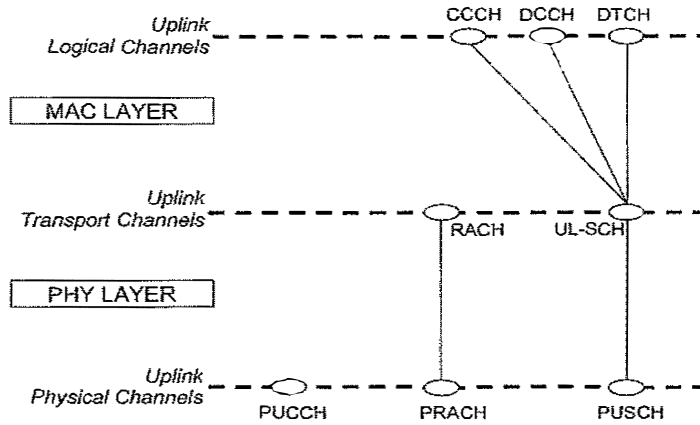 CCCH DCCH DTCH
Uplink
Logical Channels
MAC LAYER
Uplink
Transport Channels
RACH UL-SCH
PHY LAYER
Uplink
Physical Channels
PUCCH PRACH PUSCH